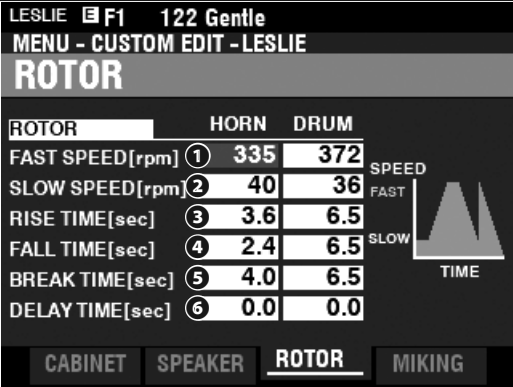 LESLIE E F1 122 Gentle
MENU - CUSTOM EDIT - LESLIE
ROTOR
ROTOR HORN DRUM
FAST SPEED[rpm] 1 335 372
SLOW SPEED[rpm] 2 40 36
RISE TIME[sec] 3 3.6 6.5
FALL TIME[sec] 4 2.4 6.5
BREAK TIME[sec] 5 4.0 6.5
DELAY TIME[sec] 6 0.0 0.0
SPEED
FAST
SLOW
TIME
CABINET SPEAKER ROTOR MIKING